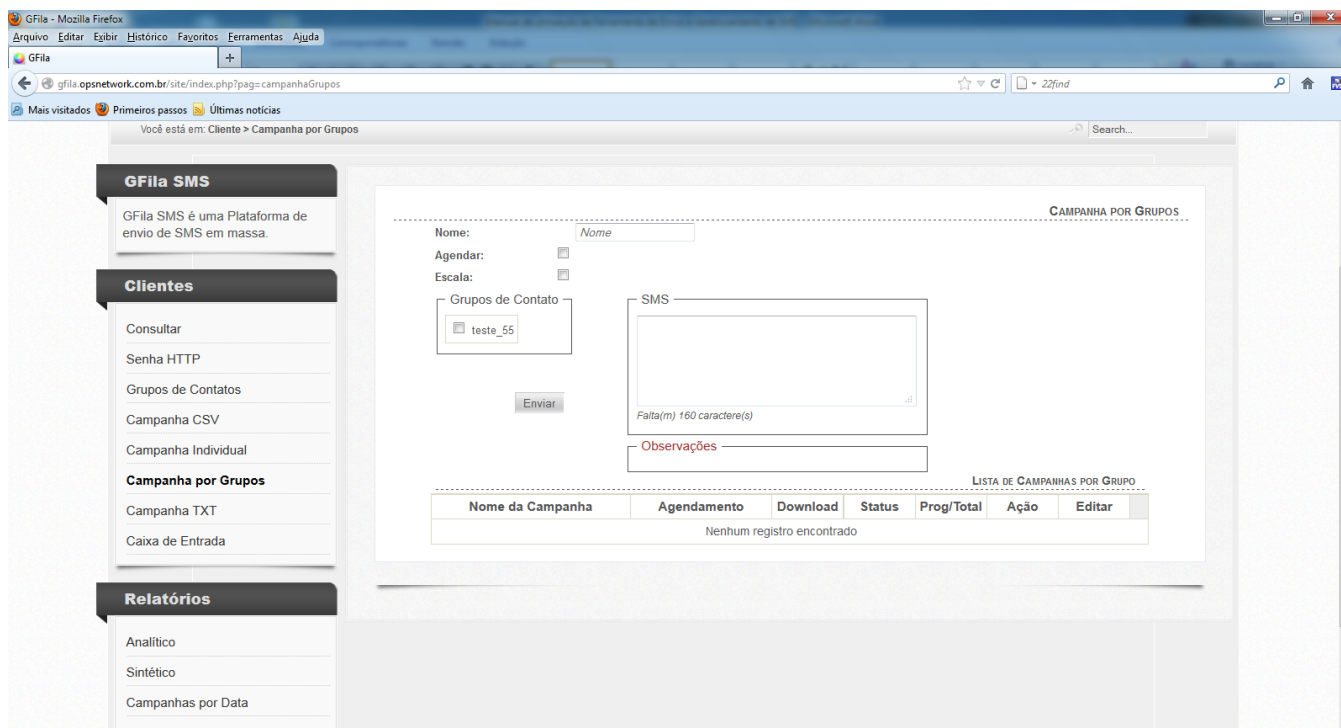 GFila - Mozilla Firefox
Arquivo Editar Exibir Histórico Favoritos Ferramentas Ajuda
GFila
gfila.opsnetwork.com.br/site/index.php?pag=campanhaGrupos
22find
Mais visitados Primeiros passos Últimas notícias
Você está em: Cliente > Campanha por Grupos
Search...
GFila SMS
GFila SMS é uma Plataforma de
envio de SMS em massa.
Clientes
Consultar
Senha HTTP
Grupos de Contatos
Campanha CSV
Campanha Individual
Campanha por Grupos
Campanha TXT
Caixa de Entrada
Relatórios
Analítico
Sintético
Campanhas por Data
CAMPANHA POR GRUPOS
Nome: Nome
Agendar:
Escala:
Grupos de Contato
teste_55
SMS
Falta(m) 160 caractere(s)
Enviar
Observações
LISTA DE CAMPANHAS POR GRUPO
Nome da Campanha Agendamento Download Status Prog/Total Ação Editar
Nenhum registro encontrado